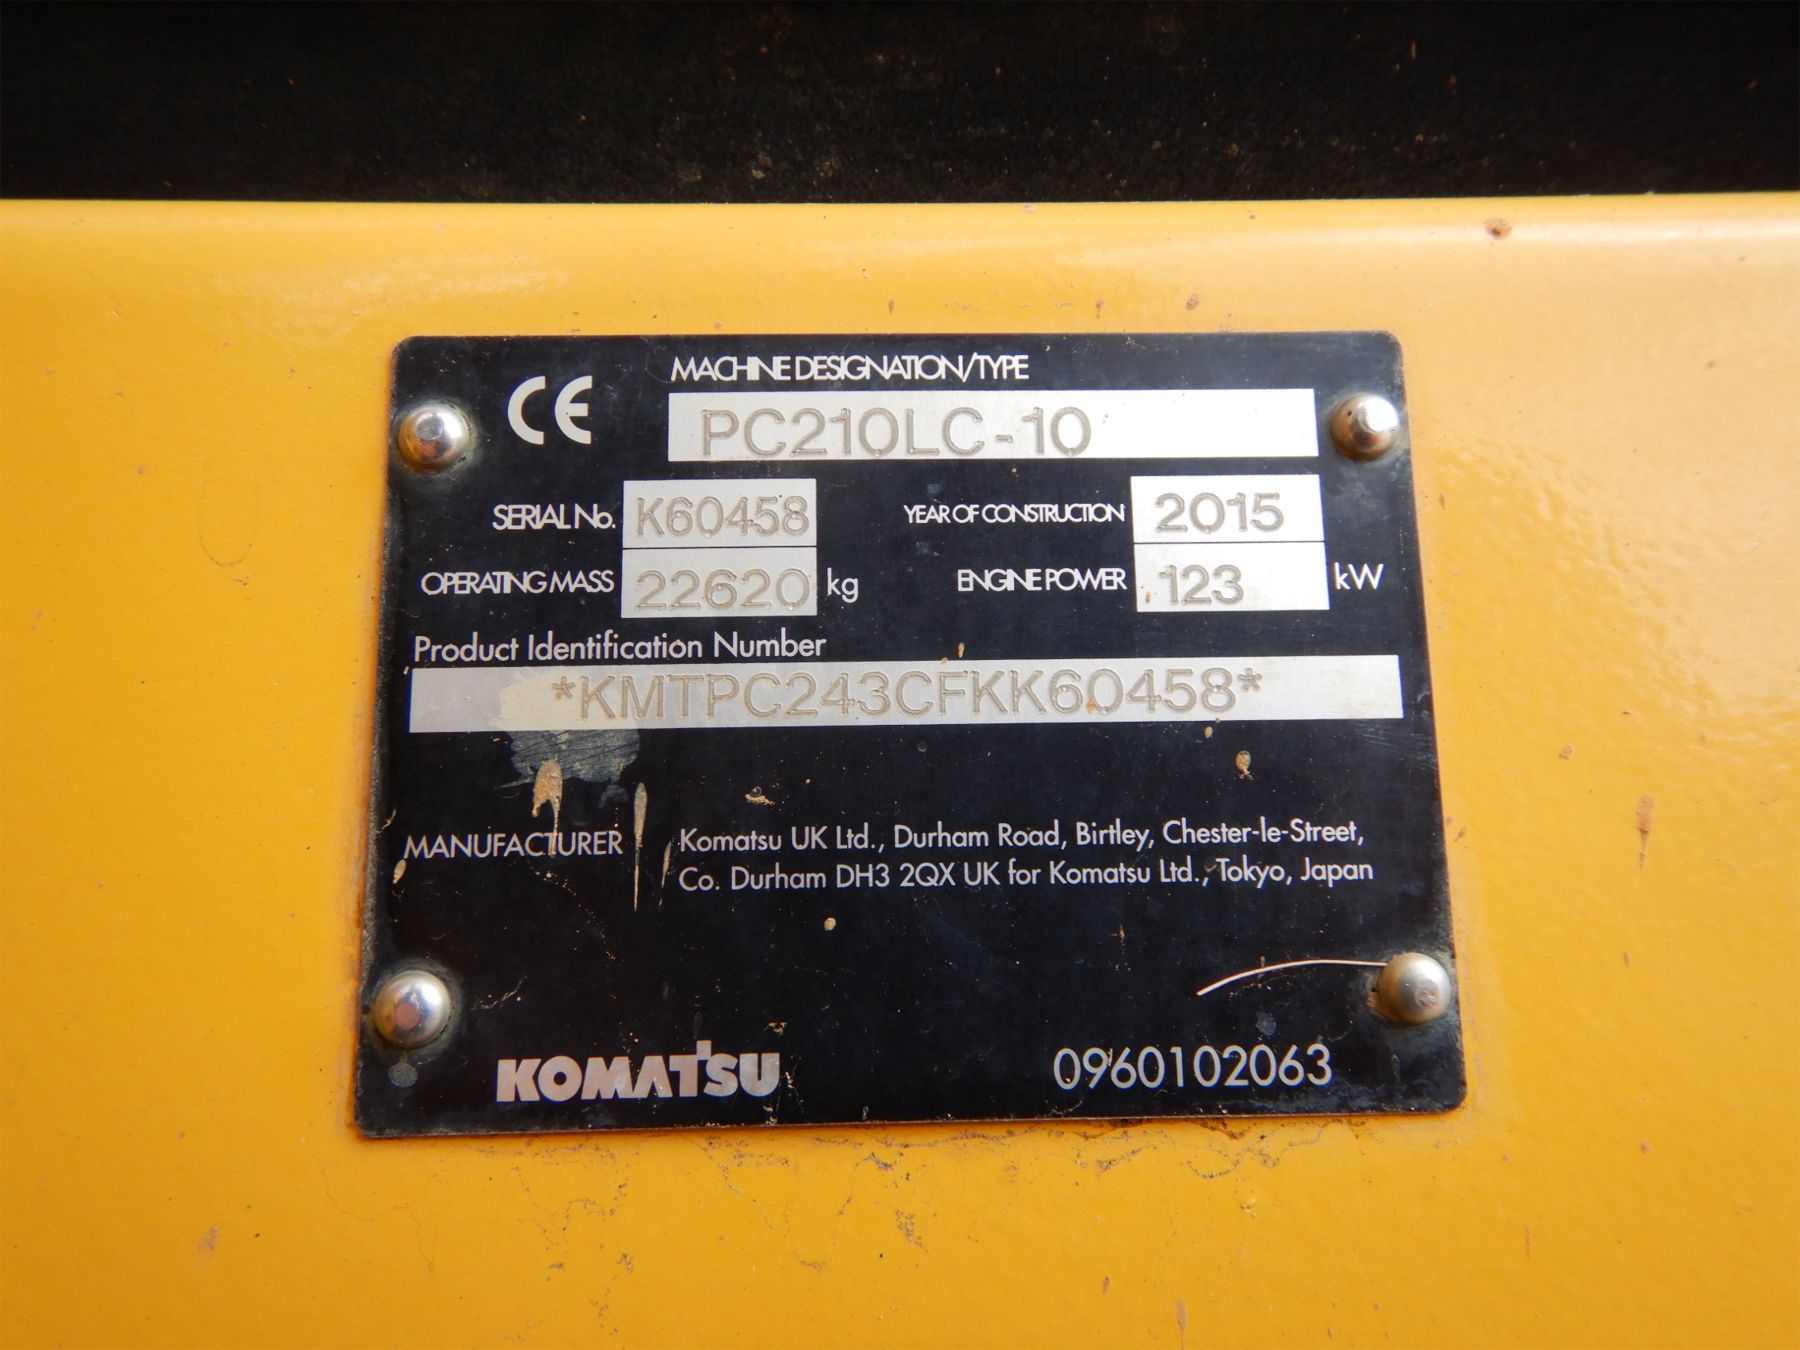 CE
MACHINE DESIGNATION/TYPE
PC210LC-10
SERIAL No. K60458 YEAR OF CONSTRUCTION 2015
OPERATING MASS 22620 kg ENGINE POWER 123 kW
Product Identification Number
*KMTPC243CFKK60458*
MANUFACTURER Komatsu UK Ltd., Durham Road, Birtley, Chester-le-Street,
Co. Durham DH3 2QX UK for Komatsu Ltd., Tokyo, Japan
KOMATSU 0960102063